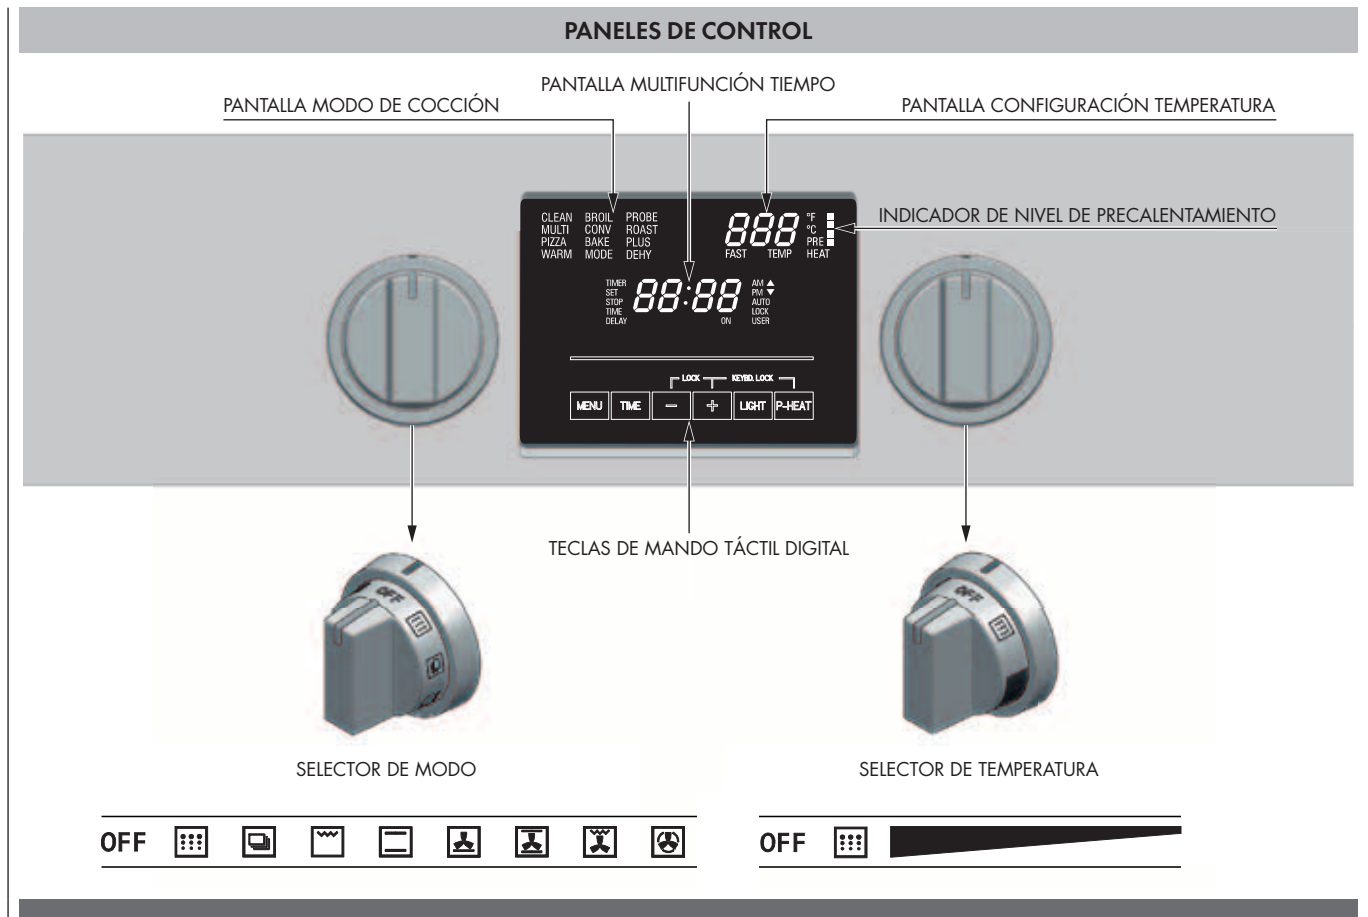 PANELES DE CONTROL
PANTALLA MULTIFUNCIÓN TIEMPO
PANTALLA MODO DE COCCIÓN
PANTALLA CONFIGURACIÓN TEMPERATURA
CLEAN BROIL PROBE
MULTI CONV ROAST
PIZZA BAKE PLUS
WARM MODE DEHY
888 °F
°C
PRE
FAST TEMP HEAT
INDICADOR DE NIVEL DE PRECALENTAMIENTO
TIMER
SET
STOP
TIME
DELAY
88:88
ON
AM
PM
AUTO
LOCK
USER
LOCK KEYBD. LOCK
MENU TIME - + LIGHT P-HEAT
TECLAS DE MANDO TÁCTIL DIGITAL
OFF
OFF
SELECTOR DE MODO
SELECTOR DE TEMPERATURA
OFF
OFF